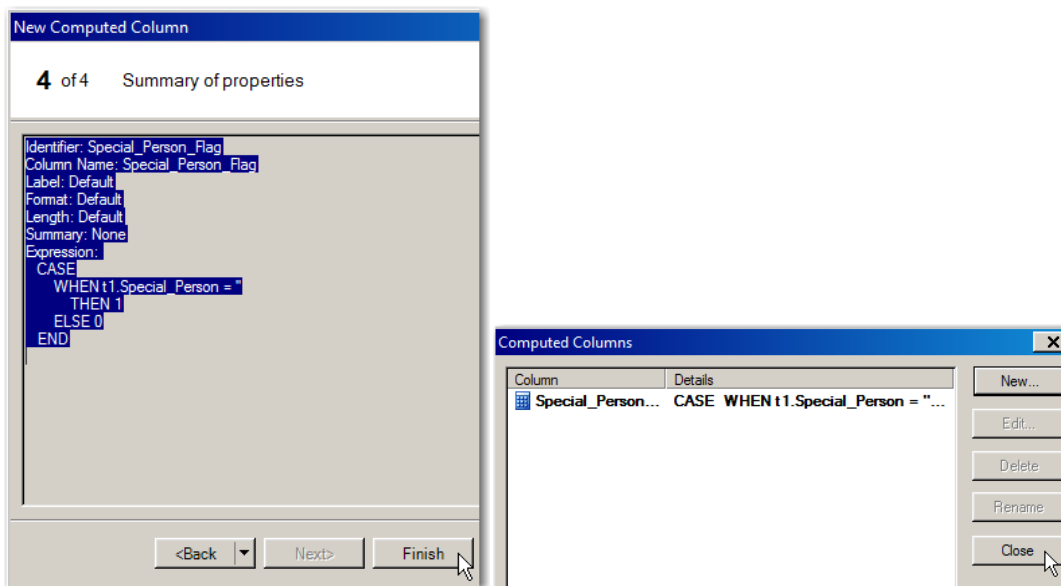 New Computed Column
4 of 4 Summary of properties
Identifier: Special_Person_Flag
Column Name: Special_Person_Flag
Label: Default
Format: Default
Length: Default
Summary: None
Expression:
CASE
WHEN t1.Special_Person = ''
THEN 1
ELSE 0
END
<Back
Next>
Finish
Computed Columns
Column Details
Special_Person... CASE WHEN t1.Special_Person = ''...
New...
Edit...
Delete
Rename
Close